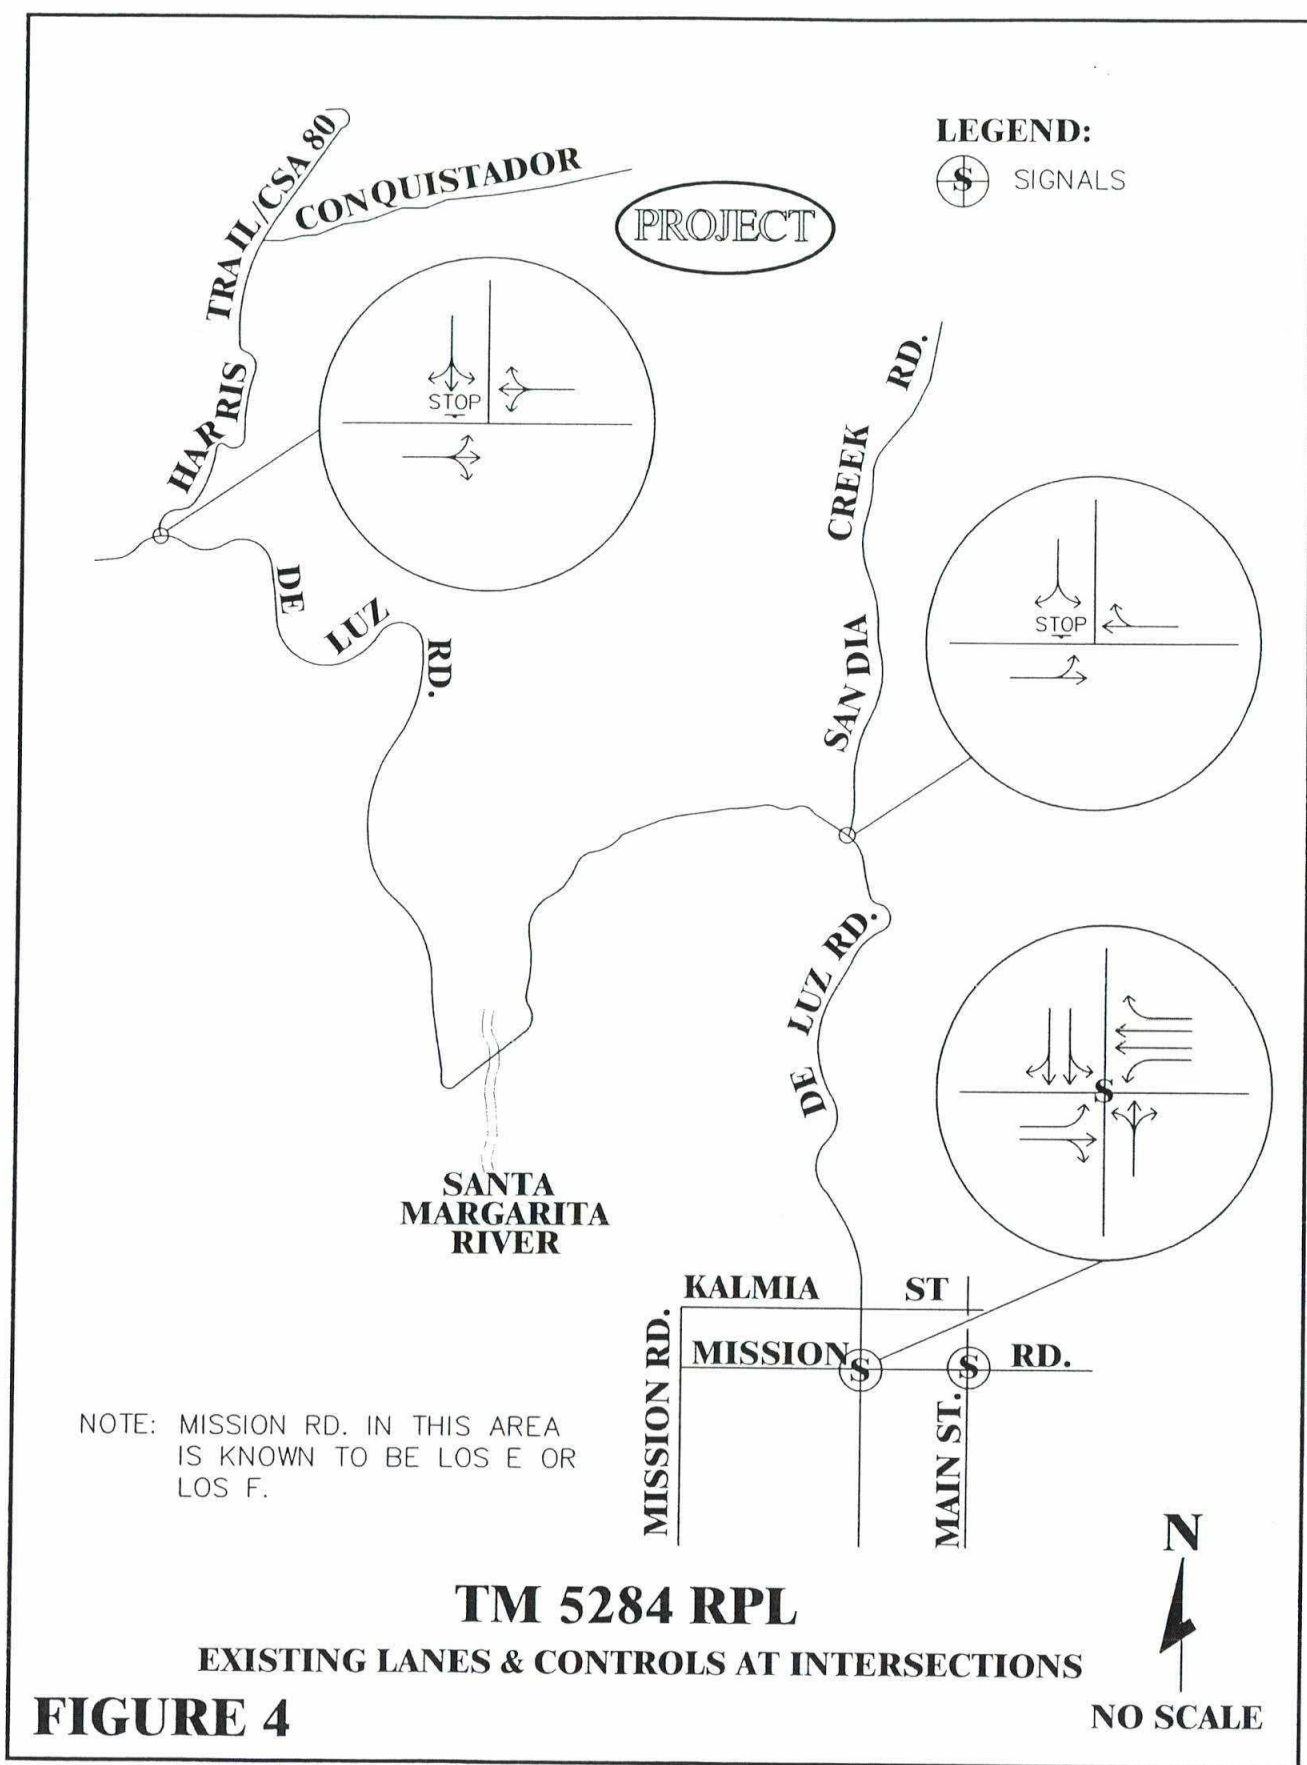 LEGEND:
S SIGNALS
HARRIS TRAIL/CSA 80
CONQUISTADOR
PROJECT
STOP
DE LUZ RD.
SANDIA CREEK RD.
STOP
DE LUZ RD.
S
SANTA
MARGARITA
RIVER
KALMIA ST
MISSION RD.
MISSION S S RD.
MAIN ST.
NOTE: MISSION RD. IN THIS AREA
IS KNOWN TO BE LOS E OR
LOS F.
N
NO SCALE
TM 5284 RPL
EXISTING LANES & CONTROLS AT INTERSECTIONS
FIGURE 4